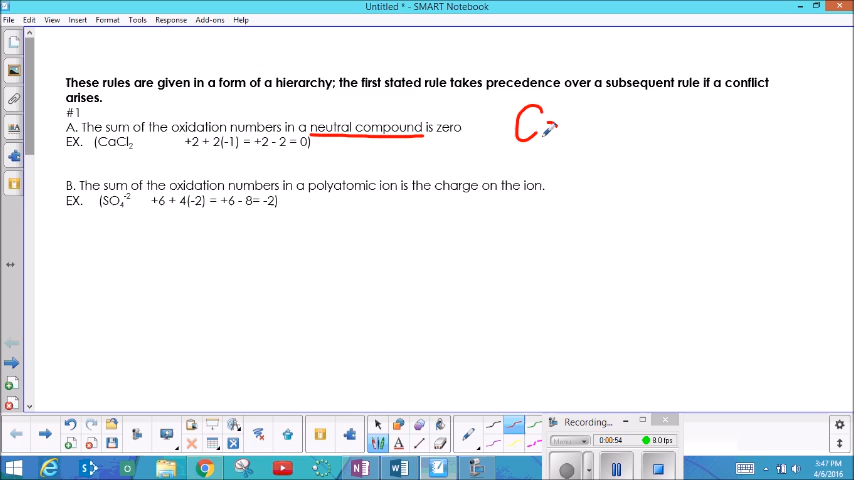 Untitled * - SMART Notebook
File Edit View Insert Format Tools Response Add-ons Help
These rules are given in a form of a hierarchy; the first stated rule takes precedence over a subsequent rule if a conflict
arises.
#1
A. The sum of the oxidation numbers in a neutral compound is zero
EX. (CaCl2 +2 + 2(-1) = +2 - 2 = 0)
C
B. The sum of the oxidation numbers in a polyatomic ion is the charge on the ion.
EX. (SO4-2 +6 + 4(-2) = +6 - 8= -2)
Recording...
Menu
0:00:54
8.0 fps
3:47 PM
4/6/2016